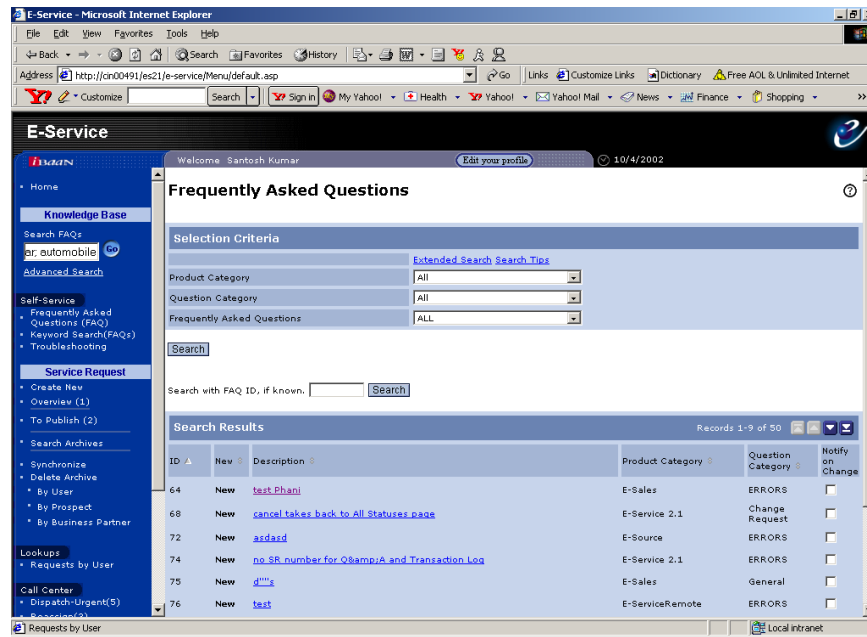 E-Service - Microsoft Internet Explorer
File Edit View Favorites Tools Help
Back Search Favorites History
Address http://cin00491/es21/e-service/Menu/default.asp Go Links Customize Links Dictionary Free AOL & Unlimited Internet
Y! Customize Search Sign in My Yahoo! Health Yahoo! Yahoo! Mail News Finance Shopping »
E-Service
iBaan
Welcome Santosh Kumar Edit your profile 10/4/2002
Home
Knowledge Base
Search FAQs
ar; automobile Go
Advanced Search
Self-Service
Frequently Asked
Questions (FAQ)
Keyword Search(FAQs)
Troubleshooting
Service Request
Create New
Overview (1)
To Publish (2)
Search Archives
Synchronize
Delete Archive
By User
By Prospect
By Business Partner
Lookups
Requests by User
Call Center
Dispatch-Urgent(5)
Reassign(3)
Frequently Asked Questions
Selection Criteria
Extended Search Search Tips
Product Category All
Question Category All
Frequently Asked Questions ALL
Search
Search with FAQ ID, if known. Search
Search Results Records 1-9 of 50
ID New Description Product Category Question Category Notify on Change
64 New test Phani E-Sales ERRORS
68 New cancel takes back to All Statuses page E-Service 2.1 Change Request
72 New asdasd E-Source ERRORS
74 New no SR number for Q&amp;A and Transaction Log E-Service 2.1 ERRORS
75 New d""s E-Sales General
76 New test E-ServiceRemote ERRORS
Requests by User Local intranet